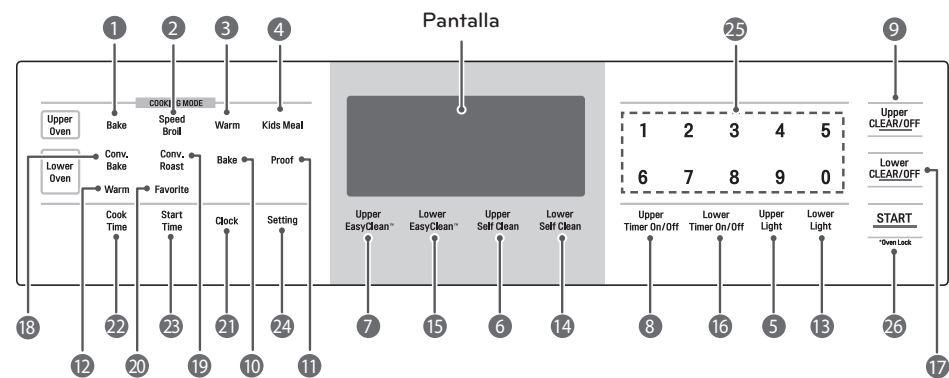 Pantalla
1 2 3 4 25 9
COOKING MODE
Upper Oven
Bake
Speed Broil
Warm
Kids Meal
Lower Oven
Conv. Bake
Conv. Roast
Bake
Proof
Warm
Favorite
Cook Time
Start Time
Clock
Setting
Upper EasyClean™
Lower EasyClean™
Upper Self Clean
Lower Self Clean
1 2 3 4 5
6 7 8 9 0
Upper Timer On/Off
Lower Timer On/Off
Upper Light
Lower Light
Upper CLEAR/OFF
Lower CLEAR/OFF
START
*Oven Lock
18 22 23 21 24 7 15 6 14 8 16 5 13 26
12 20 19 10 11 17